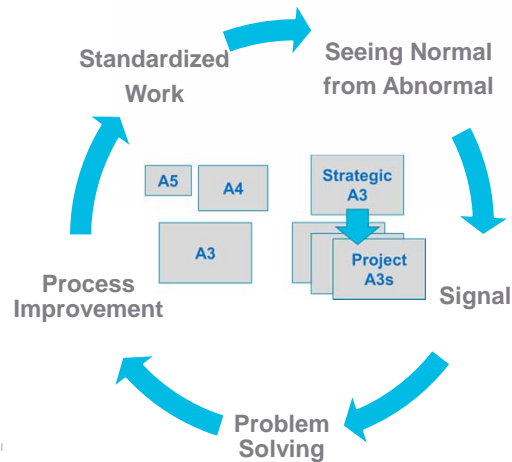 Standardized
Work
Seeing Normal
from Abnormal
A5
A4
Strategic
A3
A3
Project
A3s
Process
Improvement
Signal
Problem
Solving